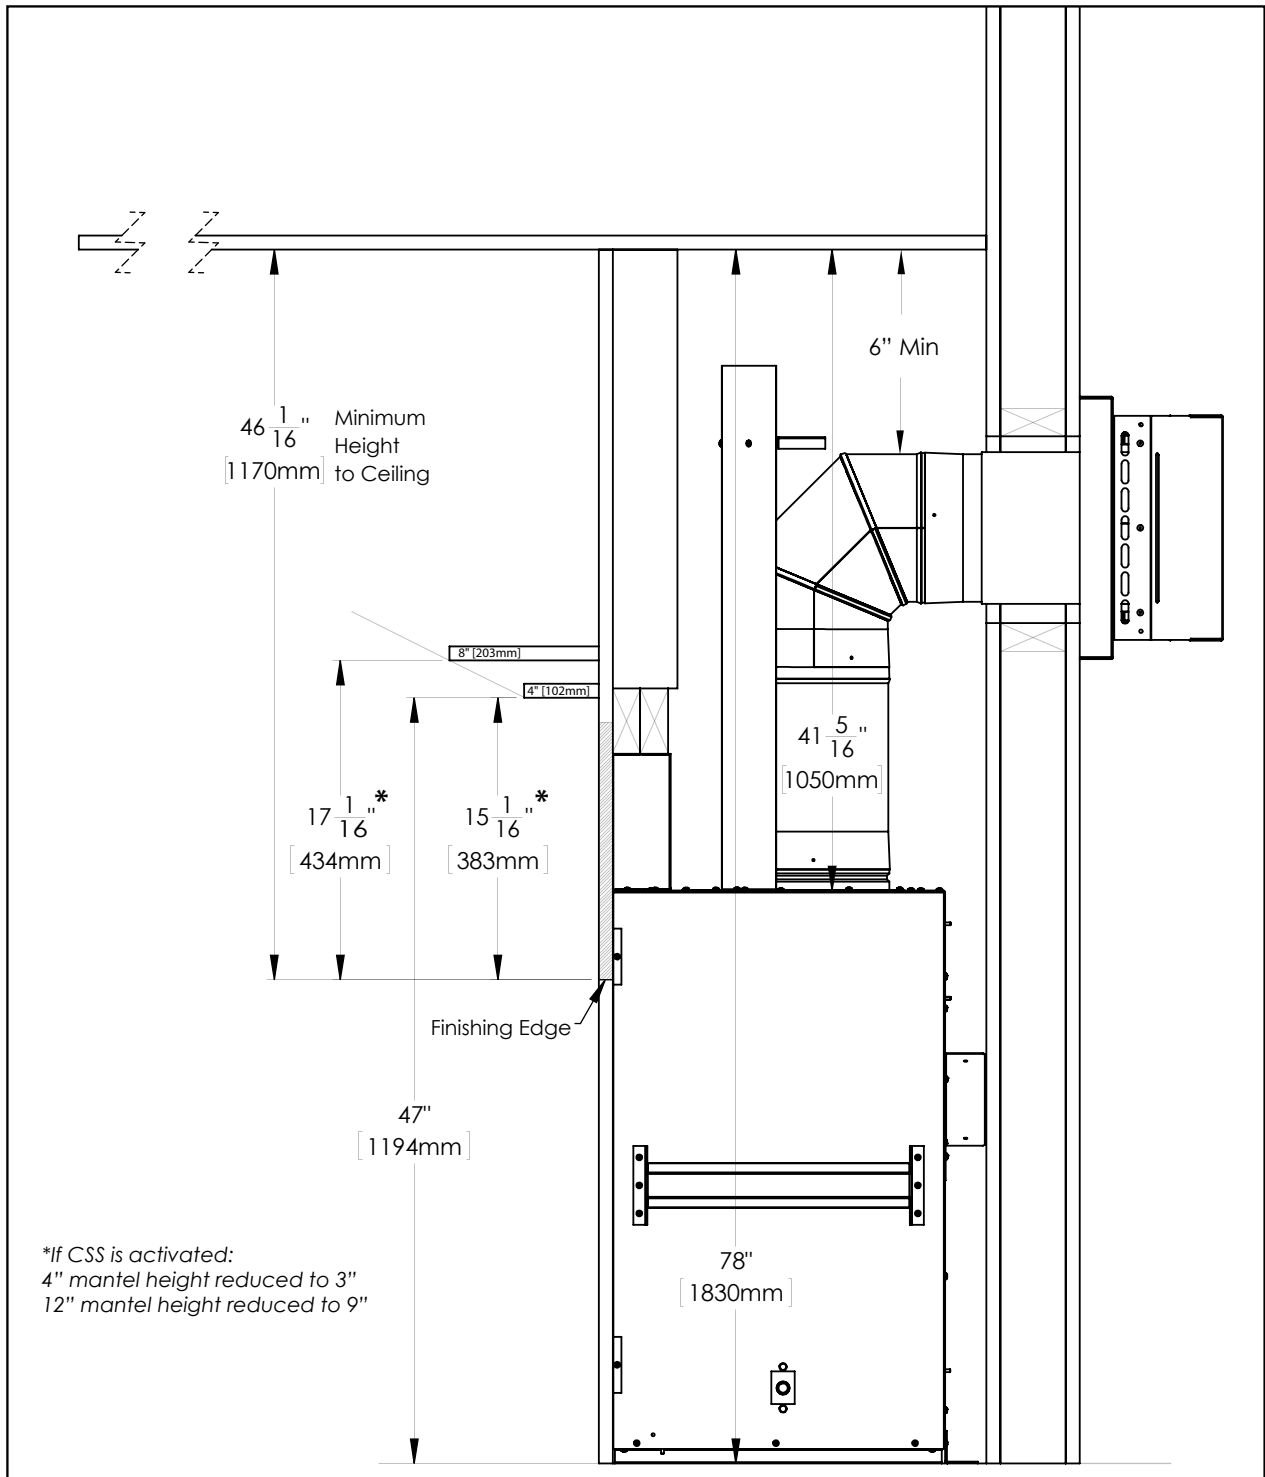 6” Min
46 1/16" Minimum
Height
[1170mm] to Ceiling
8" [203mm]
4" [102mm]
41 5/16"
[1050mm]
17 1/16"*
[434mm]
15 1/16"*
[383mm]
Finishing Edge
47"
[1194mm]
*If CSS is activated:
4” mantel height reduced to 3”
12” mantel height reduced to 9”
78"
[1830mm]